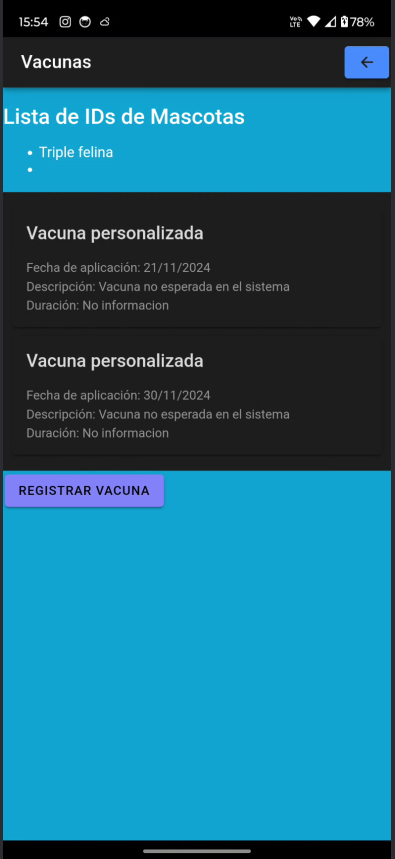 15:54 78%
Vo)) LTE
Vacunas
Lista de IDs de Mascotas
• Triple felina
•
Vacuna personalizada
Fecha de aplicación: 21/11/2024
Descripción: Vacuna no esperada en el sistema
Duración: No informacion
Vacuna personalizada
Fecha de aplicación: 30/11/2024
Descripción: Vacuna no esperada en el sistema
Duración: No informacion
REGISTRAR VACUNA